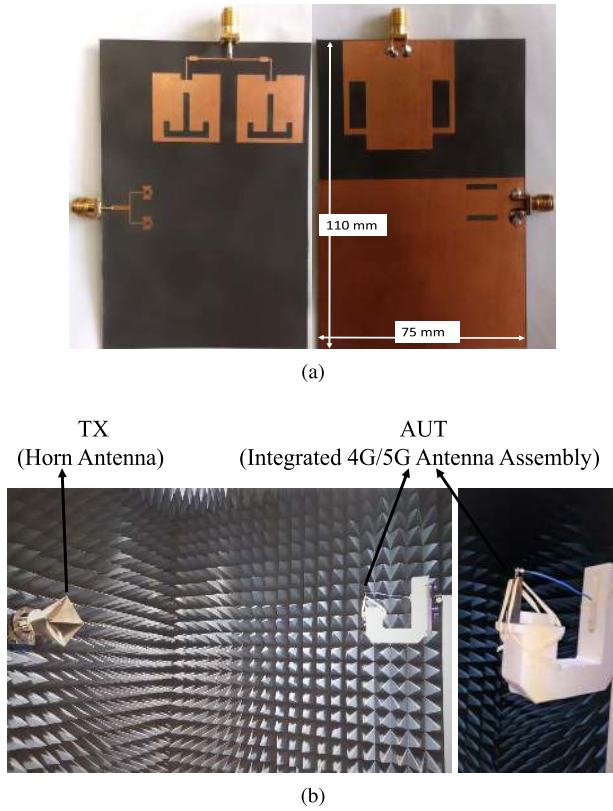 110 mm
75 mm
(a)
TX
(Horn Antenna)
AUT
(Integrated 4G/5G Antenna Assembly)
(b)